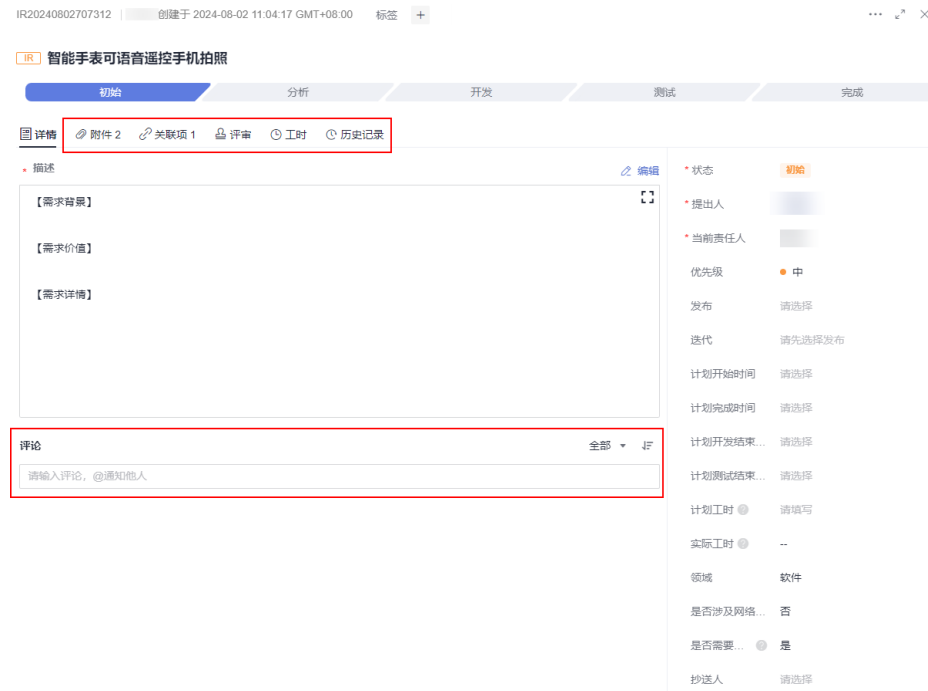 IR20240802707312 创建于 2024-08-02 11:04:17 GMT+08:00 标签 +
IR 智能手表可语音遥控手机拍照
初始 分析 开发 测试 完成
详情 附件 2 关联项 1 评审 工时 历史记录
* 描述 编辑
【需求背景】
【需求价值】
【需求详情】
评论 全部
请输入评论，@通知他人
* 状态 初始
* 提出人
* 当前责任人
优先级 中
发布 请选择
迭代 请先选择发布
计划开始时间 请选择
计划完成时间 请选择
计划开发结束... 请选择
计划测试结束... 请选择
计划工时 ? 请填写
实际工时 ? --
领域 软件
是否涉及网络... 否
是否需要... ? 是
抄送人 请选择